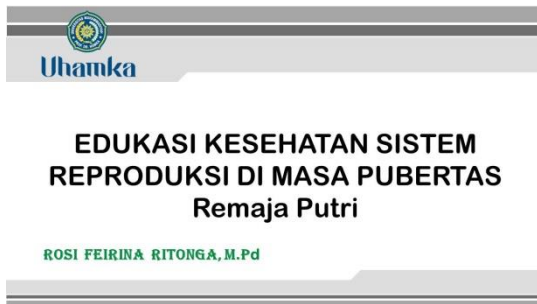 Uhamka
EDUKASI KESEHATAN SISTEM
REPRODUKSI DI MASA PUBERTAS
Remaja Putri
ROSI FEIRINA RITONGA, M.Pd